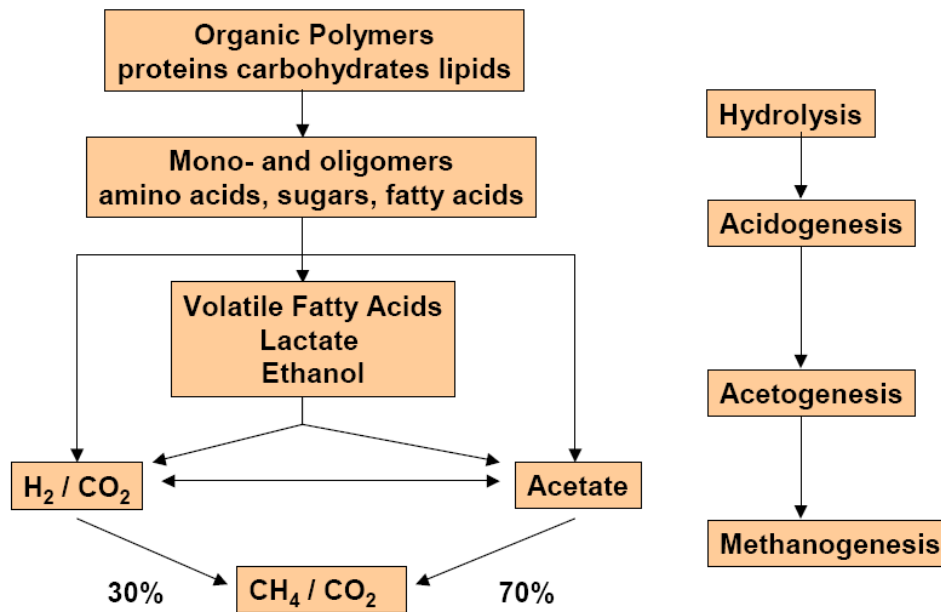 Organic Polymers
proteins carbohydrates lipids
Mono- and oligomers
amino acids, sugars, fatty acids
Volatile Fatty Acids
Lactate
Ethanol
H₂ / CO₂
Acetate
30%
CH₄ / CO₂
70%
Hydrolysis
Acidogenesis
Acetogenesis
Methanogenesis